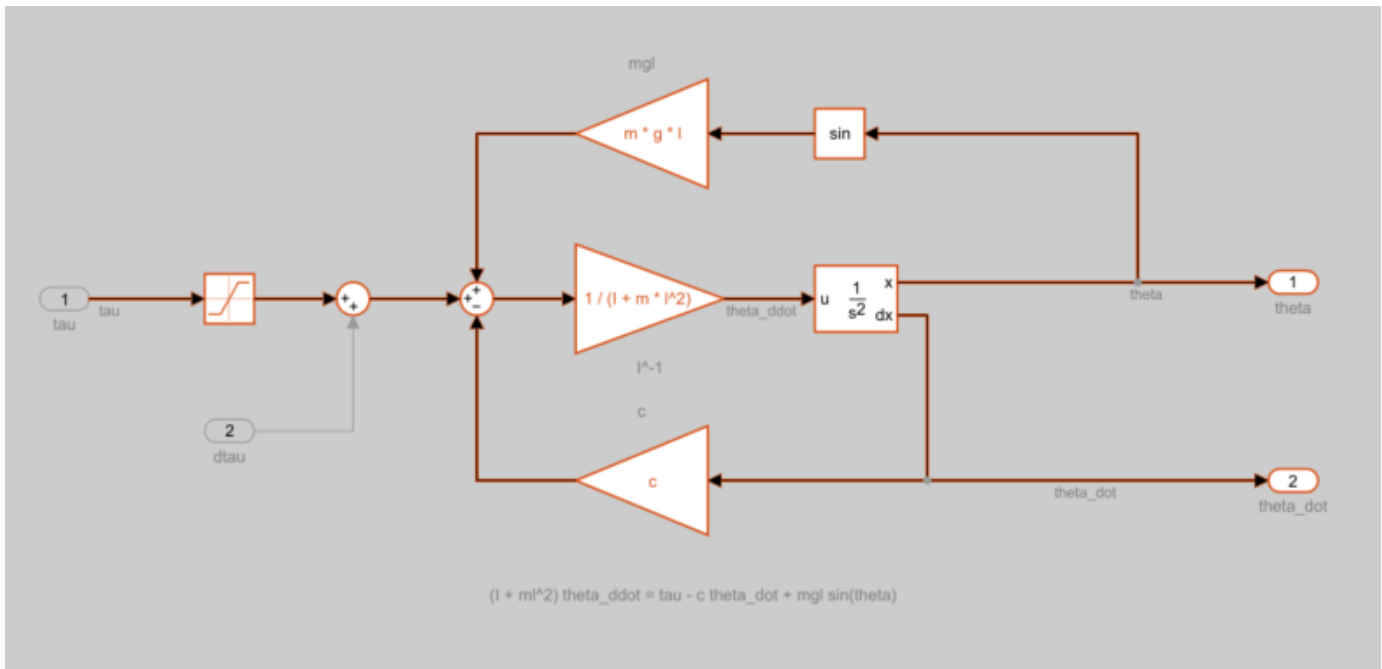 mgl
m * g * l
sin
1
tau
tau
+
+
+
+
−
1 / (I + m * l^2)
theta_ddot
u
1
s2
x
dx
theta
1
theta
I^-1
c
2
dtau
c
theta_dot
2
theta_dot
(I + ml^2) theta_ddot = tau - c theta_dot + mgl sin(theta)